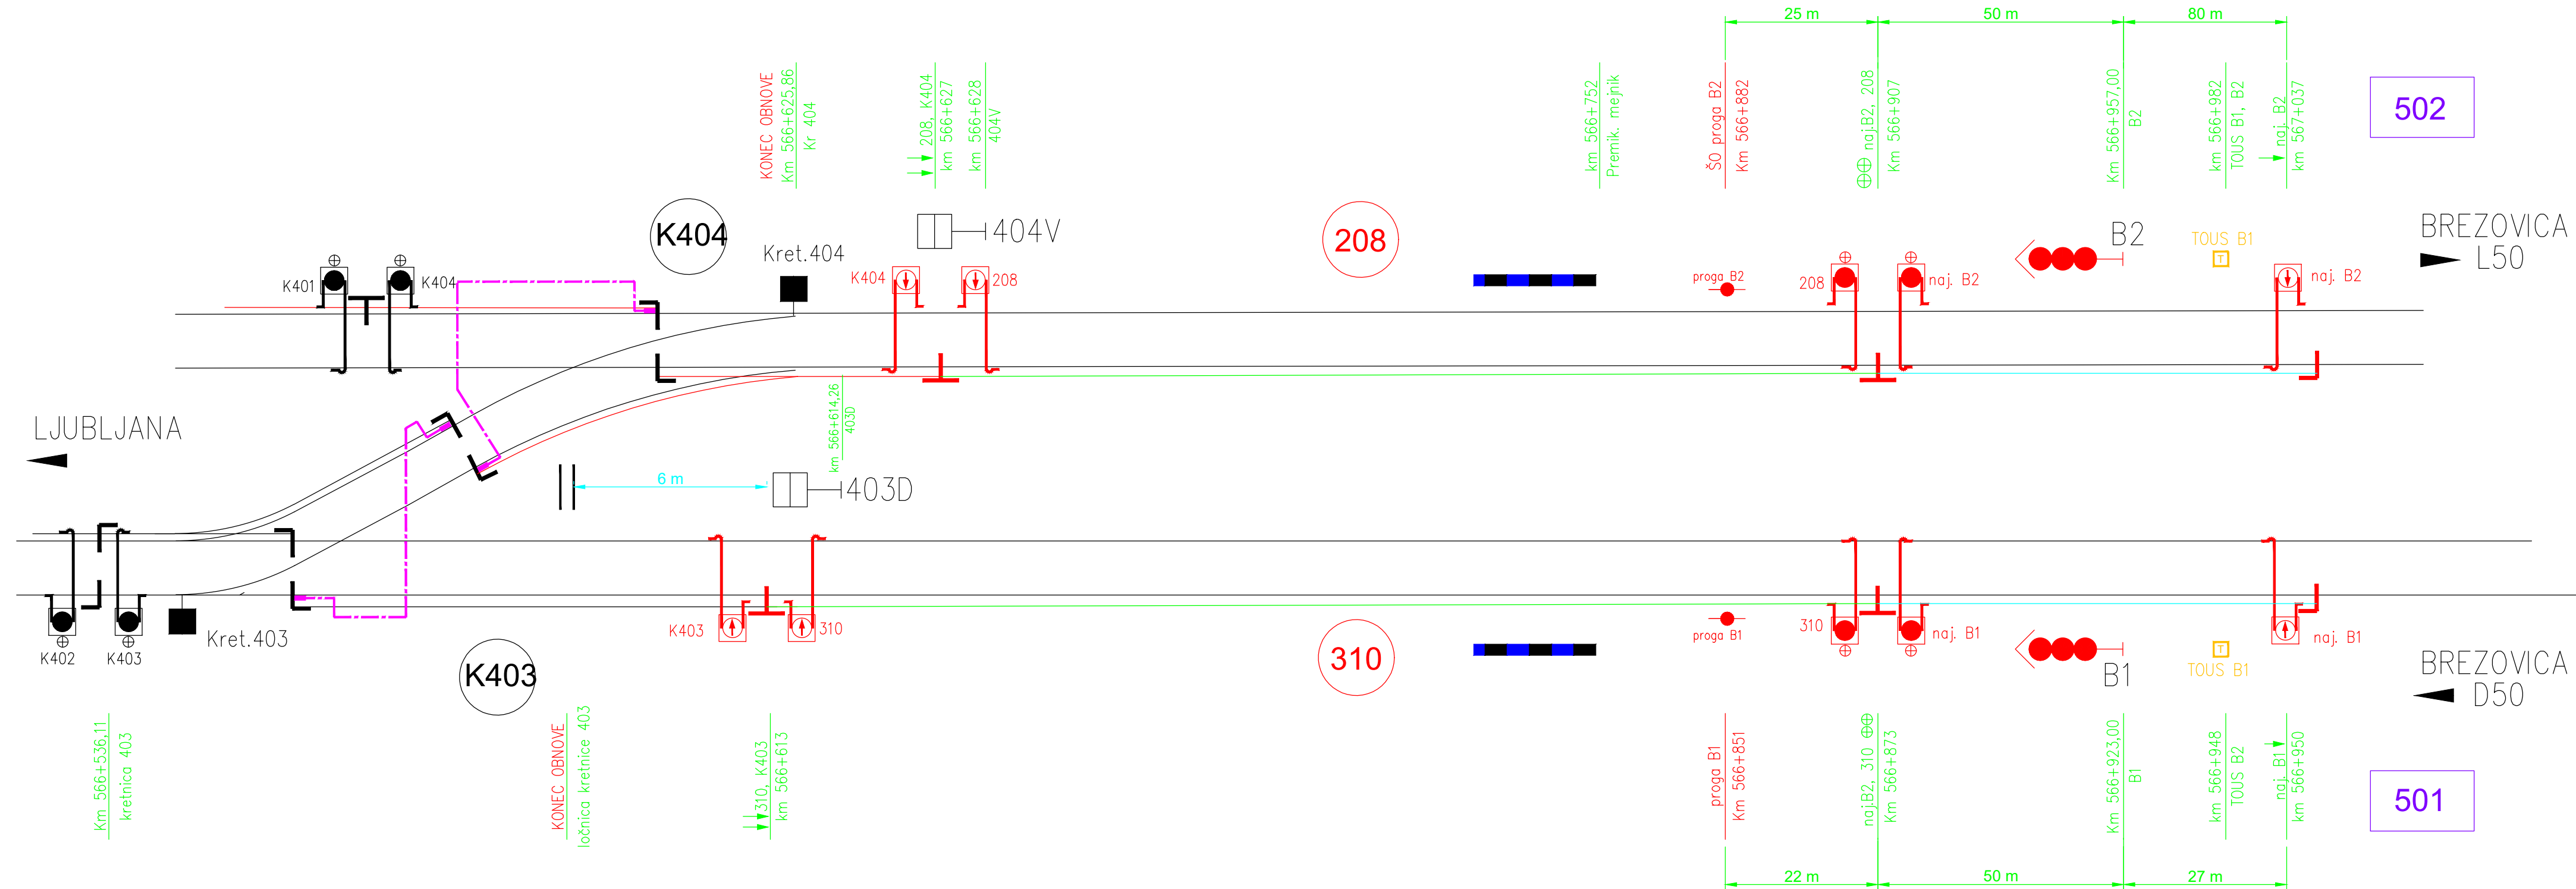 25 m
50 m
80 m
KONEC OBNOVE
Km 566+625,86
Kr 404
208, K404
km 566+627
km 566+628
404V
km 566+752
Premik. mejnik
ŠO proga B2
Km 566+882
naj.B2, 208
Km 566+907
Km 566+957,00
B2
km 566+982
TOUS B1, B2
naj. B2
km 567+037
502
K404
Kret.404
404V
208
B2
TOUS B1
BREZOVICA
L50
K401
K404
K404
208
proga B2
208
naj. B2
naj. B2
LJUBLJANA
km 566+614,26
403D
6 m
403D
K402
K403
Kret.403
K403
K403
310
310
proga B1
310
naj. B1
B1
TOUS B1
naj. B1
BREZOVICA
D50
Km 566+536,11
kretnica 403
KONEC OBNOVE
ločnica kretnice 403
310, K403
km 566+613
proga B1
Km 566+851
naj.B2, 310
Km 566+873
Km 566+923,00
B1
km 566+948
TOUS B2
naj. B1
km 566+950
501
22 m
50 m
27 m